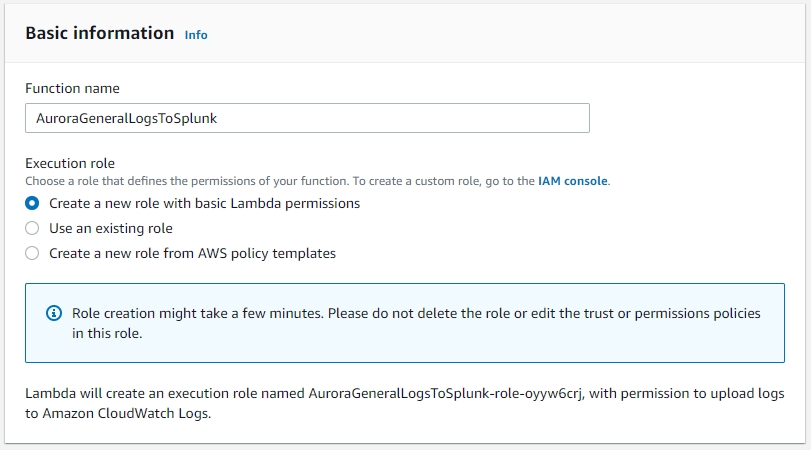 Basic information Info
Function name
AuroraGeneralLogsToSplunk
Execution role
Choose a role that defines the permissions of your function. To create a custom role, go to the IAM console.
Create a new role with basic Lambda permissions
Use an existing role
Create a new role from AWS policy templates
Role creation might take a few minutes. Please do not delete the role or edit the trust or permissions policies
in this role.
Lambda will create an execution role named AuroraGeneralLogsToSplunk-role-oyyw6crj, with permission to upload logs
to Amazon CloudWatch Logs.